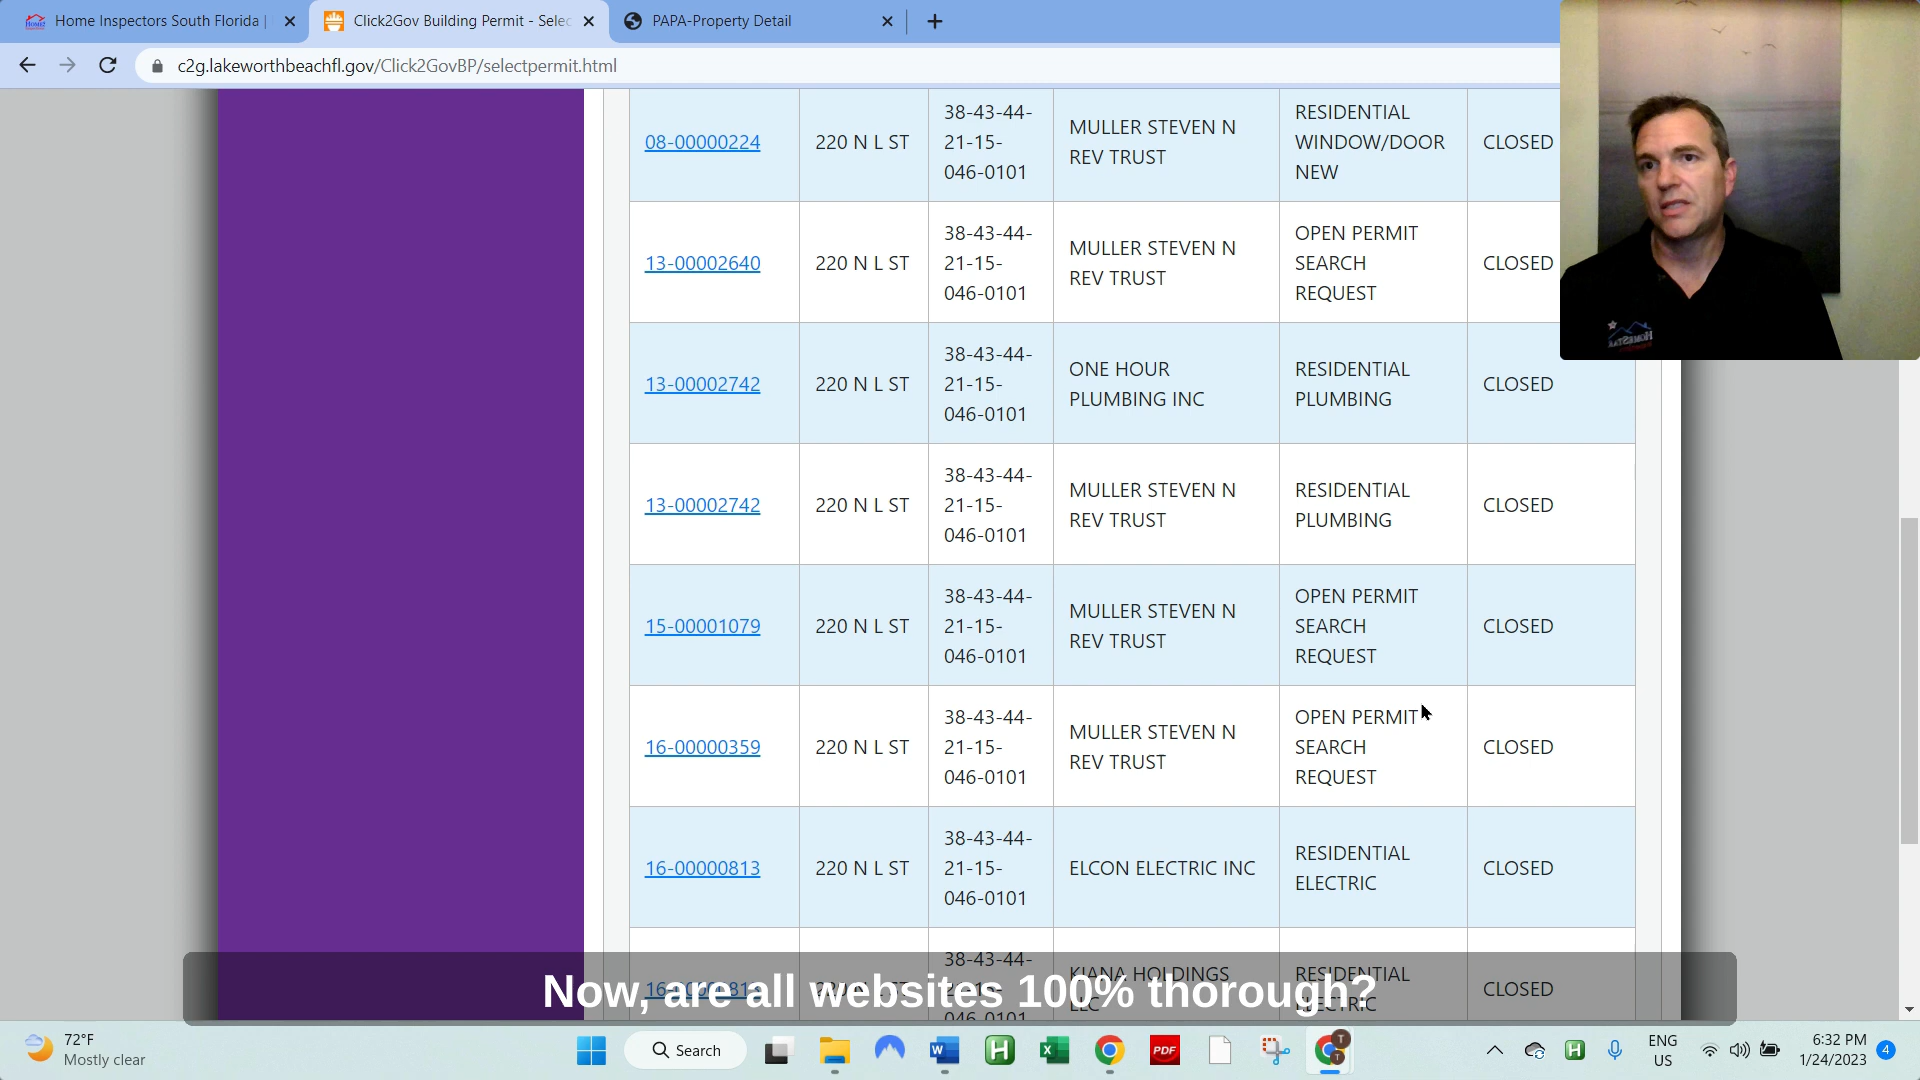 Home Inspectors South Florida |
Click2Gov Building Permit - Selec
PAPA-Property Detail
c2g.lakeworthbeachfl.gov/Click2GovBP/selectpermit.html
08-00000224
220 N L ST
38-43-44-
21-15-
046-0101
MULLER STEVEN N
REV TRUST
RESIDENTIAL
WINDOW/DOOR
NEW
CLOSED
13-00002640
220 N L ST
38-43-44-
21-15-
046-0101
MULLER STEVEN N
REV TRUST
OPEN PERMIT
SEARCH
REQUEST
CLOSED
13-00002742
220 N L ST
38-43-44-
21-15-
046-0101
ONE HOUR
PLUMBING INC
RESIDENTIAL
PLUMBING
CLOSED
13-00002742
220 N L ST
38-43-44-
21-15-
046-0101
MULLER STEVEN N
REV TRUST
RESIDENTIAL
PLUMBING
CLOSED
15-00001079
220 N L ST
38-43-44-
21-15-
046-0101
MULLER STEVEN N
REV TRUST
OPEN PERMIT
SEARCH
REQUEST
CLOSED
16-00000359
220 N L ST
38-43-44-
21-15-
046-0101
MULLER STEVEN N
REV TRUST
OPEN PERMIT
SEARCH
REQUEST
CLOSED
16-00000813
220 N L ST
38-43-44-
21-15-
046-0101
ELCON ELECTRIC INC
RESIDENTIAL
ELECTRIC
CLOSED
38-43-44-
046-0101
KIANA HOLDINGS
LLC
RESIDENTIAL
ELECTRIC
CLOSED
Now, are all websites 100% thorough?
72°F
Mostly clear
Search
PDF
ENG
US
6:32 PM
1/24/2023
4